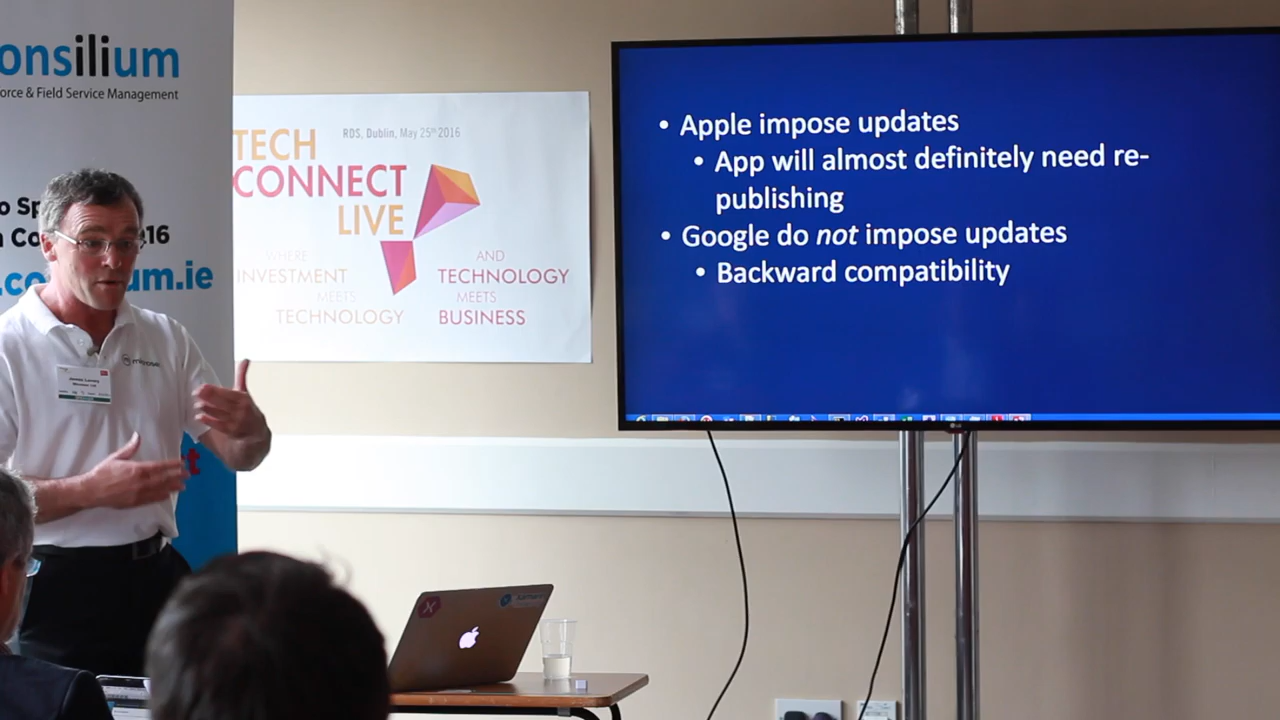 onsilium
orce & Field Service Management
o Sp
n Co
16
um.ie
RDS, Dublin, May 25th 2016
TECH
CONNECT
LIVE
WHERE
INVESTMENT
MEETS
TECHNOLOGY
AND
TECHNOLOGY
MEETS
BUSINESS
• Apple impose updates
• App will almost definitely need re-
publishing
• Google do not impose updates
• Backward compatibility
LG